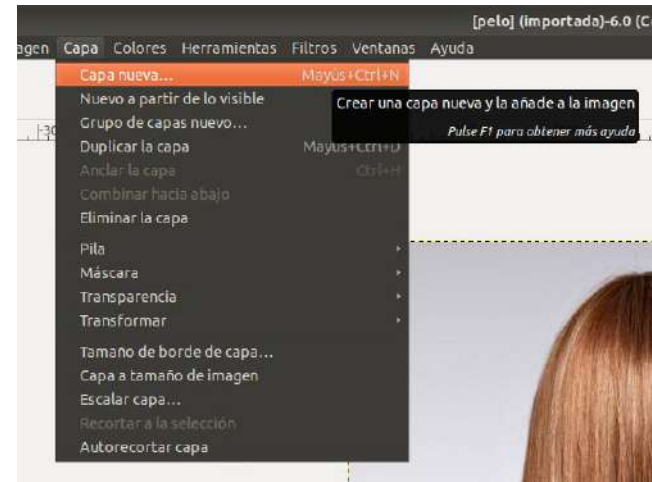 [pelo] (importada)-6.0 (C
agen Capa Colores Herramientas Filtros Ventanas Ayuda
Capa nueva... Mayús+Ctrl+N
Nuevo a partir de lo visible
Crear una capa nueva y la añade a la imagen
Grupo de capas nuevo...
Pulse F1 para obtener más ayuda
Duplicar la capa Mayús+Ctrl+D
Anclar la capa Ctrl+H
Combinar hacia abajo
Eliminar la capa
Pila
Máscara
Transparencia
Transformar
Tamaño de borde de capa...
Capa a tamaño de imagen
Escalar capa...
Recortar a la selección
Autorecortar capa